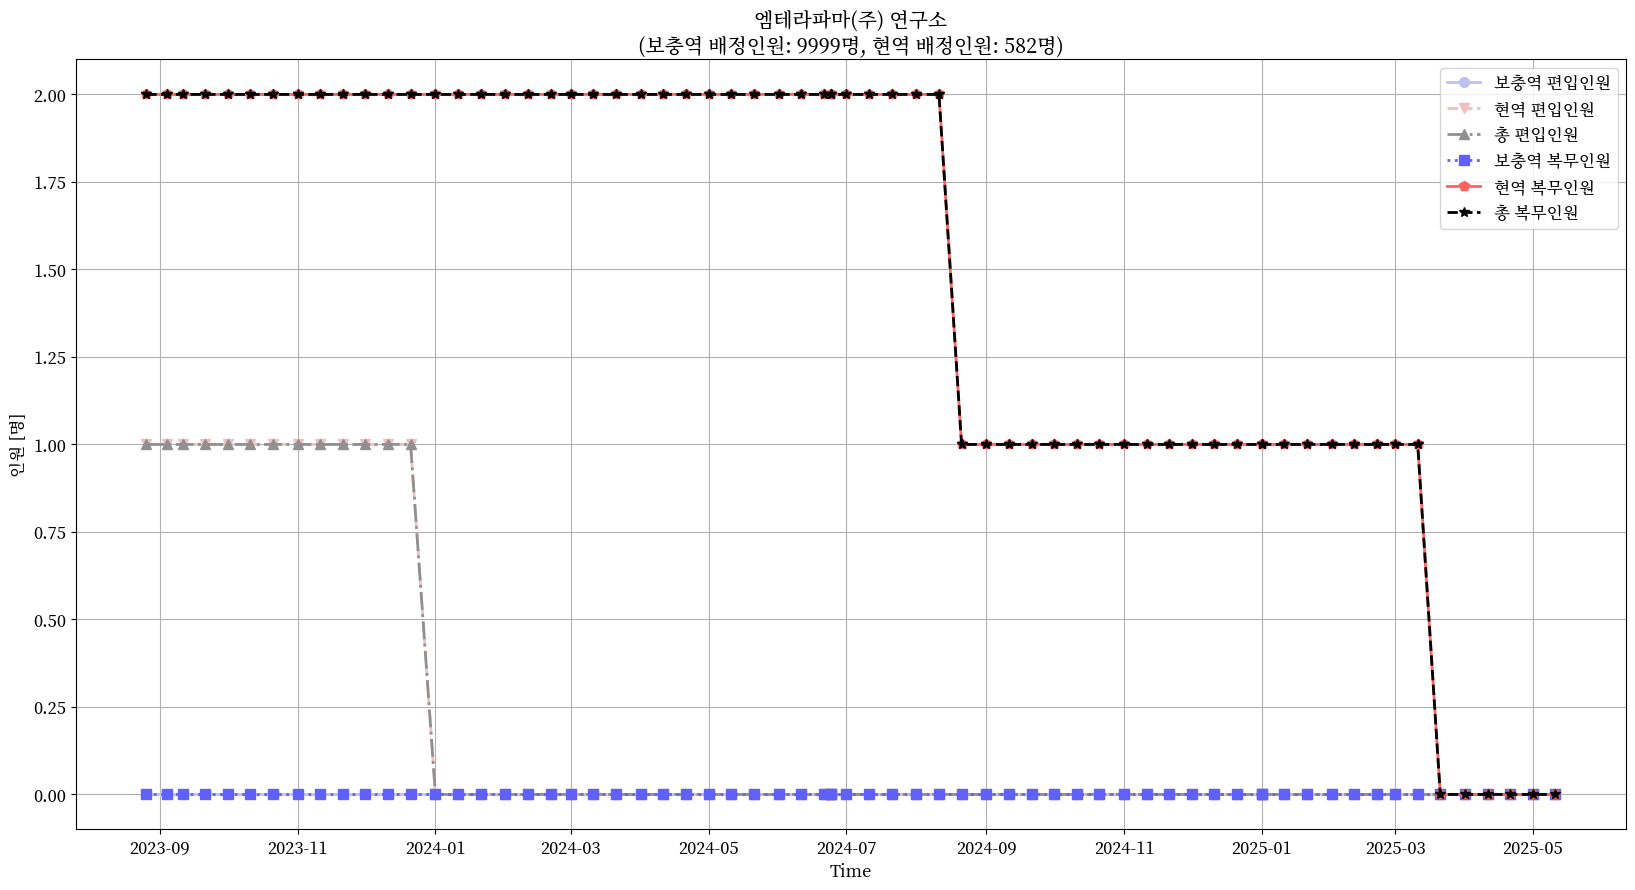 엠테라파마(주) 연구소
(보충역 배정인원: 9999명, 현역 배정인원: 582명)
보충역 편입인원
현역 편입인원
총 편입인원
보충역 복무인원
현역 복무인원
총 복무인원
인원 [명]
2.00
1.75
1.50
1.25
1.00
0.75
0.50
0.25
0.00
2023-09
2023-11
2024-01
2024-03
2024-05
2024-07
2024-09
2024-11
2025-01
2025-03
2025-05
Time